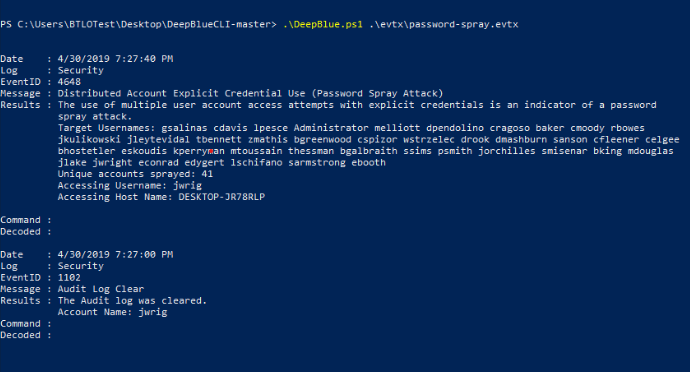 PS C:\Users\BTLOTest\Desktop\DeepBlueCLI-master> .\DeepBlue.ps1 .\evtx\password-spray.evtx
Date    : 4/30/2019 7:27:40 PM
Log     : Security
EventID : 4648
Message : Distributed Account Explicit Credential Use (Password Spray Attack)
Results : The use of multiple user account access attempts with explicit credentials is an indicator of a password
spray attack.
Target Usernames: gsalinas cdavis lpesce Administrator melliott dpendolino cragoso baker cmoody rbowes
jkulikowski jleytevidal tbennett zmathis bgreenwood cspizor wstrzelec drook dmashburn sanson cfleener celgee
bhostetler eskoudis kperryman mtoussain thessman bgalbraith ssims psmith jorchilles smisenar bking mdouglas
jlake jwright econrad edygert lschifano sarmstrong ebooth
Unique accounts sprayed: 41
Accessing Username: jwrig
Accessing Host Name: DESKTOP-JR78RLP
Command :
Decoded :
Date    : 4/30/2019 7:27:00 PM
Log     : Security
EventID : 1102
Message : Audit Log Clear
Results : The Audit log was cleared.
Account Name: jwrig
Command :
Decoded :